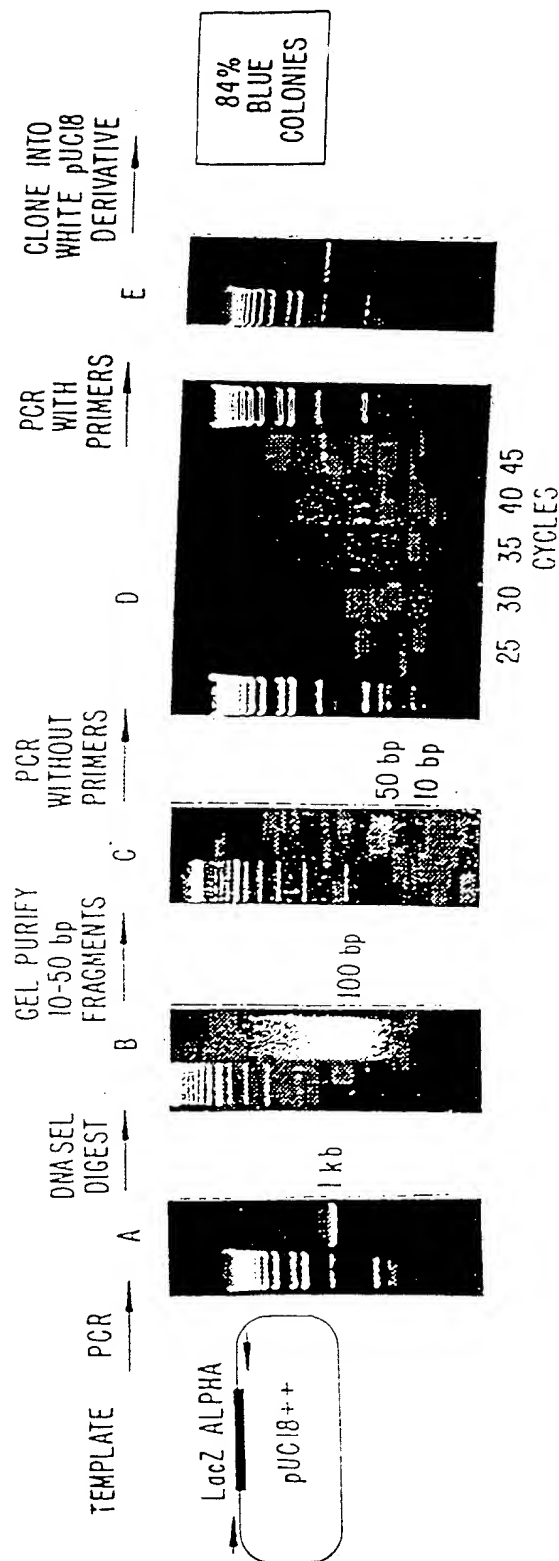 TEMPLATE
PCR
DNASEL
DIGEST
GEL PURIFY
10-50 bp
FRAGMENTS
PCR
WITHOUT
PRIMERS
PCR
WITH
PRIMERS
CLONE INTO
WHITE pUC18
DERIVATIVE
A
B
C
D
E
LacZ ALPHA
pUC18++
1 kb
100 bp
50 bp
10 bp
25 30 35 40 45
CYCLES
84%
BLUE
COLONIES